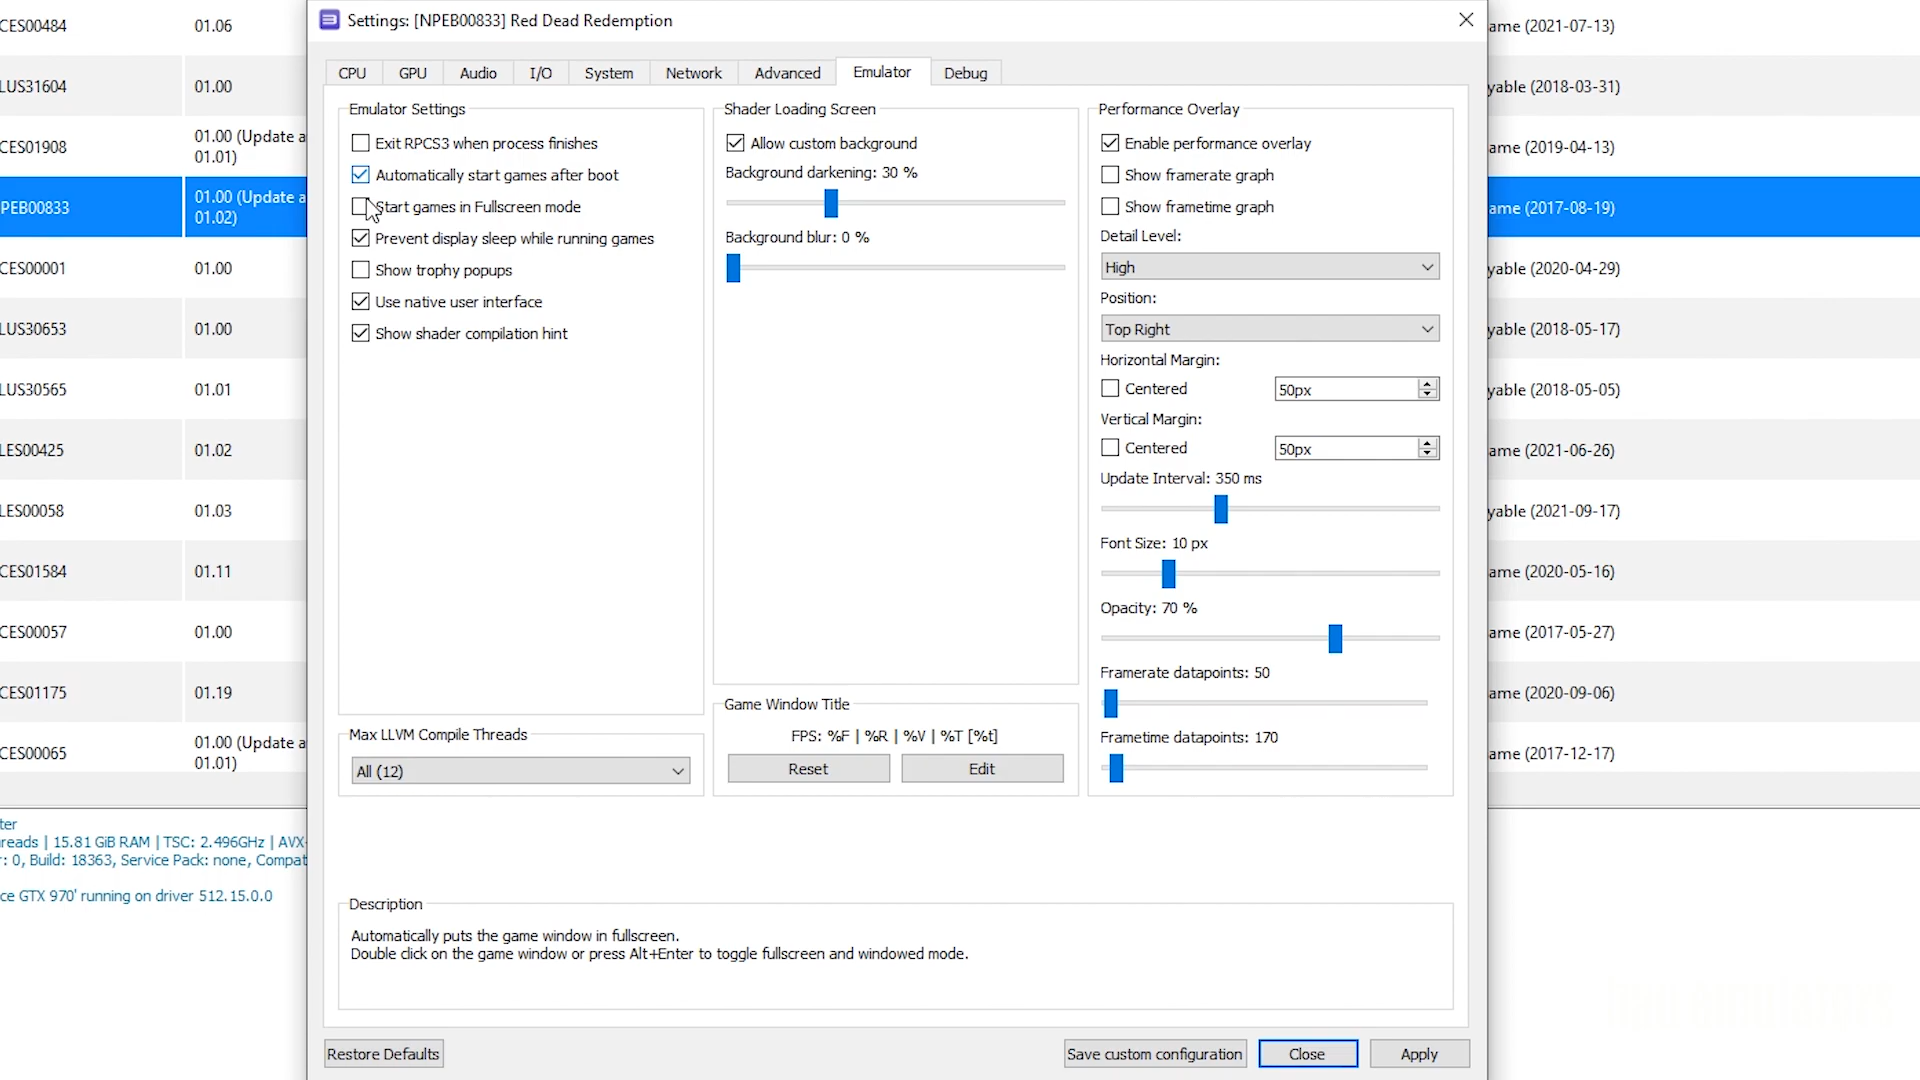 Settings: [NPEB00833] Red Dead Redemption
CPU
GPU
Audio
I/O
System
Network
Advanced
Emulator
Debug
Emulator Settings
Exit RPCS3 when process finishes
Automatically start games after boot
Start games in Fullscreen mode
Prevent display sleep while running games
Show trophy popups
Use native user interface
Show shader compilation hint
Max LLVM Compile Threads
All (12)
Shader Loading Screen
Allow custom background
Background darkening: 30 %
Background blur: 0 %
Game Window Title
FPS: %F | %R | %V | %T [%t]
Reset
Edit
Performance Overlay
Enable performance overlay
Show framerate graph
Show frametime graph
Detail Level:
High
Position:
Top Right
Horizontal Margin:
Centered
50px
Vertical Margin:
Centered
50px
Update Interval: 350 ms
Font Size: 10 px
Opacity: 70 %
Framerate datapoints: 50
Frametime datapoints: 170
Description
Automatically puts the game window in fullscreen.
Double click on the game window or press Alt+Enter to toggle fullscreen and windowed mode.
Restore Defaults
Save custom configuration
Close
Apply
CES00484
01.06
ame (2021-07-13)
LUS31604
01.00
yable (2018-03-31)
CES01908
01.00 (Update a
01.01)
ame (2019-04-13)
PEB00833
01.00 (Update a
01.02)
ame (2017-08-19)
CES00001
01.00
yable (2020-04-29)
LUS30653
01.00
yable (2018-05-17)
LUS30565
01.01
yable (2018-05-05)
LES00425
01.02
ame (2021-06-26)
LES00058
01.03
yable (2021-09-17)
CES01584
01.11
ame (2020-05-16)
CES00057
01.00
ame (2017-05-27)
CES01175
01.19
ame (2020-09-06)
CES00065
01.00 (Update a
01.01)
ame (2017-12-17)
ter
reads | 15.81 GiB RAM | TSC: 2.496GHz | AVX-
r: 0, Build: 18363, Service Pack: none, Compat
ce GTX 970' running on driver 512.15.0.0